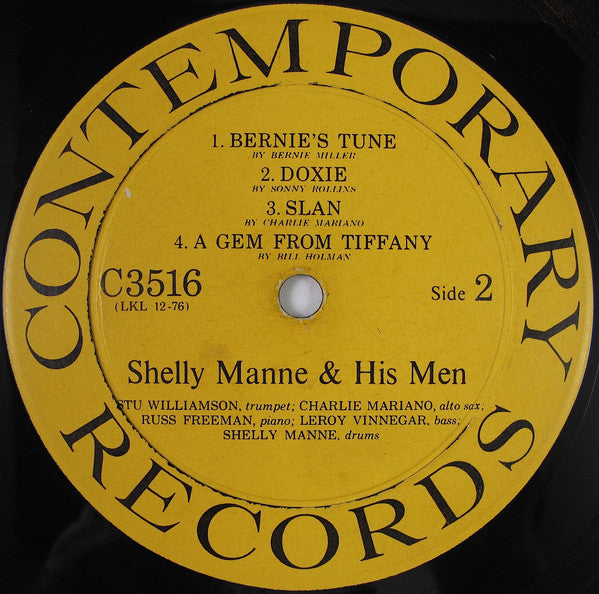 CONTEMPORARY
1. BERNIE'S TUNE
BY BERNIE MILLER
2. DOXIE
BY SONNY ROLLINS
3. SLAN
BY CHARLIE MARIANO
4. A GEM FROM TIFFANY
BY BILL HOLMAN
C3516
(LKL 12-76)
Side 2
Shelly Manne & His Men
STU WILLIAMSON, trumpet; CHARLIE MARIANO, alto sax;
RUSS FREEMAN, piano; LEROY VINNEGAR, bass;
SHELLY MANNE, drums
RECORDS